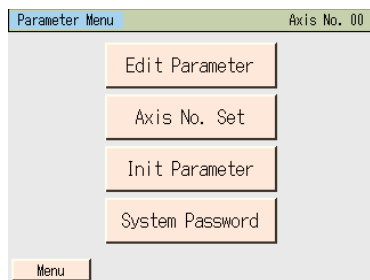 Parameter Menu Axis No. 00
Edit Parameter
Axis No. Set
Init Parameter
System Password
Menu